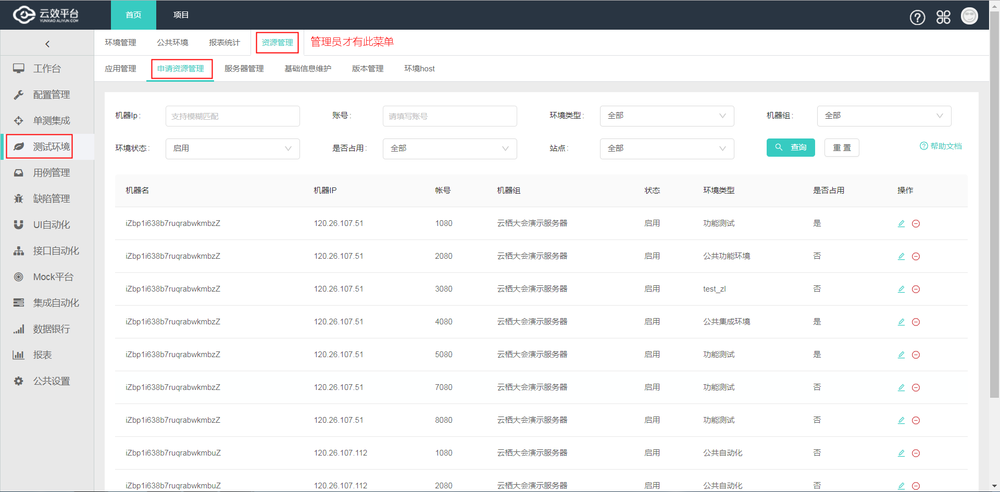 云效平台 首页 项目
YUNXIAO.ALIYUN.COM
环境管理 公共环境 报表统计 资源管理 管理员才有此菜单
应用管理 申请资源管理 服务器管理 基础信息维护 版本管理 环境host
工作台
配置管理
单测集成
测试环境
用例管理
缺陷管理
UI自动化
接口自动化
Mock平台
集成自动化
数据银行
报表
公共设置
机器Ip: 支持模糊匹配 账号: 请填写账号 环境类型: 全部 机器组: 全部
环境状态: 启用 是否占用: 全部 站点: 全部 查询 重置 帮助文档
机器名 机器IP 帐号 机器组 状态 环境类型 是否占用 操作
iZbp1i638b7ruqrabwkmbzZ 120.26.107.51 1080 云栖大会演示服务器 启用 功能测试 是
iZbp1i638b7ruqrabwkmbzZ 120.26.107.51 2080 云栖大会演示服务器 启用 公共功能环境 否
iZbp1i638b7ruqrabwkmbzZ 120.26.107.51 3080 云栖大会演示服务器 启用 test_zl 否
iZbp1i638b7ruqrabwkmbzZ 120.26.107.51 4080 云栖大会演示服务器 启用 公共集成环境 是
iZbp1i638b7ruqrabwkmbzZ 120.26.107.51 5080 云栖大会演示服务器 启用 功能测试 是
iZbp1i638b7ruqrabwkmbzZ 120.26.107.51 7080 云栖大会演示服务器 启用 功能测试 否
iZbp1i638b7ruqrabwkmbzZ 120.26.107.51 8080 云栖大会演示服务器 启用 功能测试 否
iZbp1i638b7ruqrabwkmbuZ 120.26.107.112 1080 云栖大会演示服务器 启用 公共自动化 否
iZbp1i638b7ruqrabwkmbuZ 120.26.107.112 2080 云栖大会演示服务器 启用 公共自动化 否